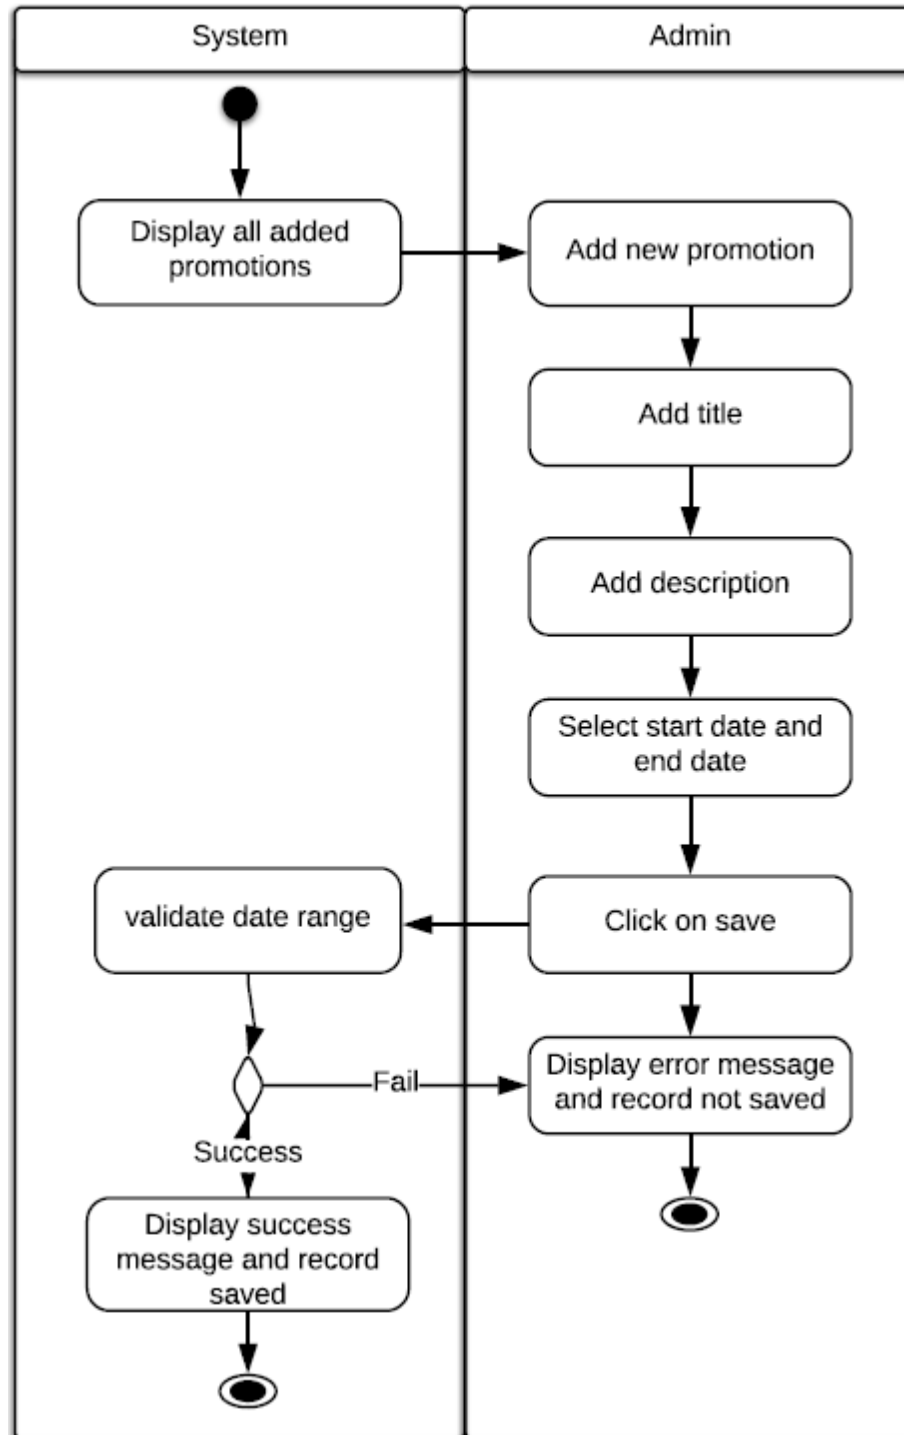 System
Admin
Display all added
promotions
Add new promotion
Add title
Add description
Select start date and
end date
validate date range
Click on save
Display error message
and record not saved
Fail
Success
Display success
message and record
saved